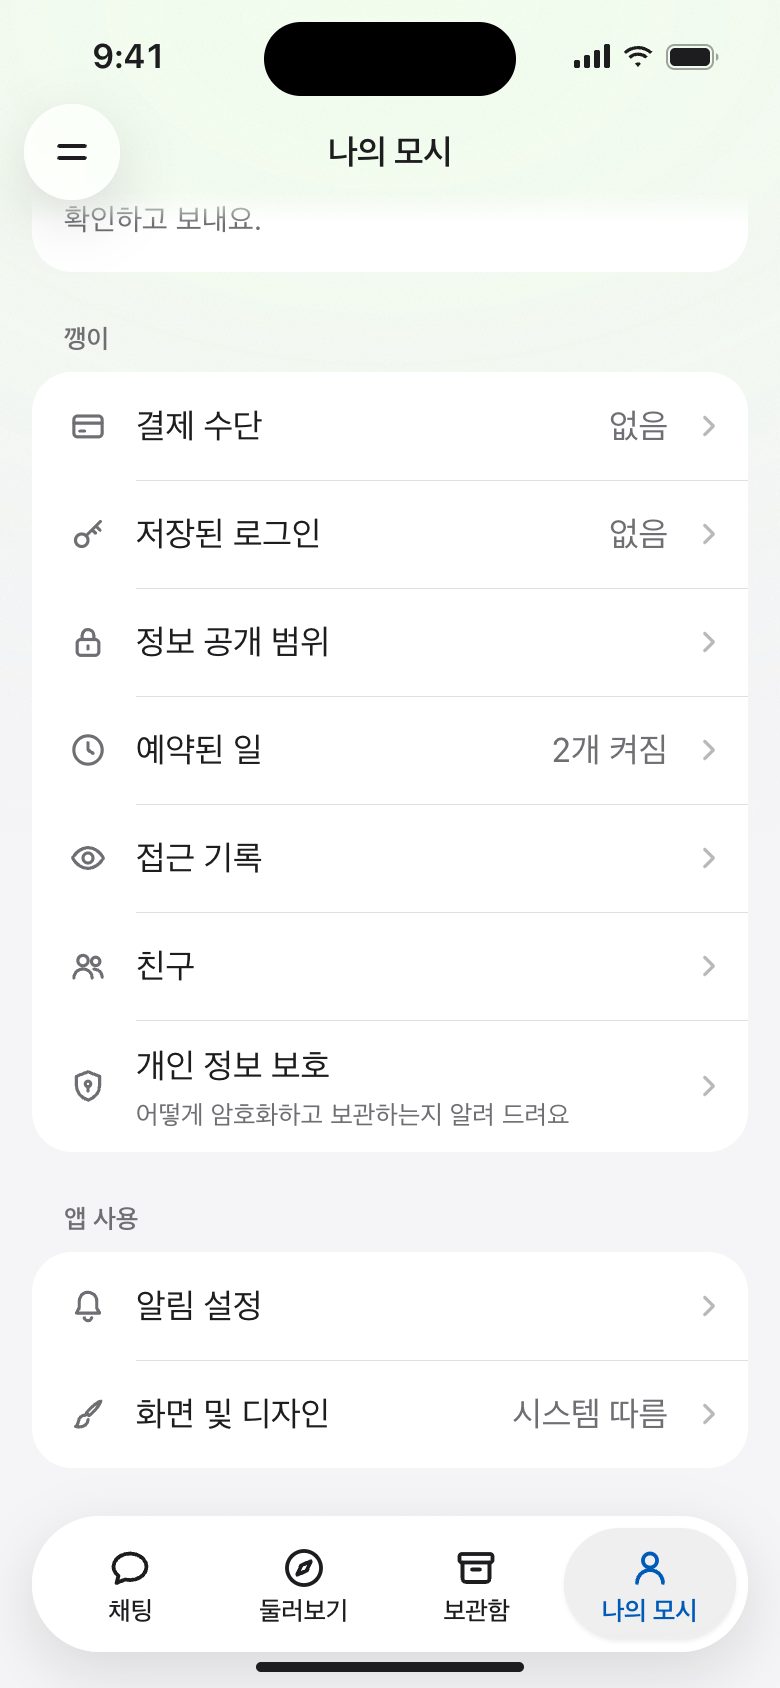 9:41
나의 모시
확인하고 보내요.
깽이
결제 수단 없음
저장된 로그인 없음
정보 공개 범위
예약된 일 2개 켜짐
접근 기록
친구
개인 정보 보호
어떻게 암호화하고 보관하는지 알려 드려요
앱 사용
알림 설정
화면 및 디자인 시스템 따름
채팅 둘러보기 보관함 나의 모시